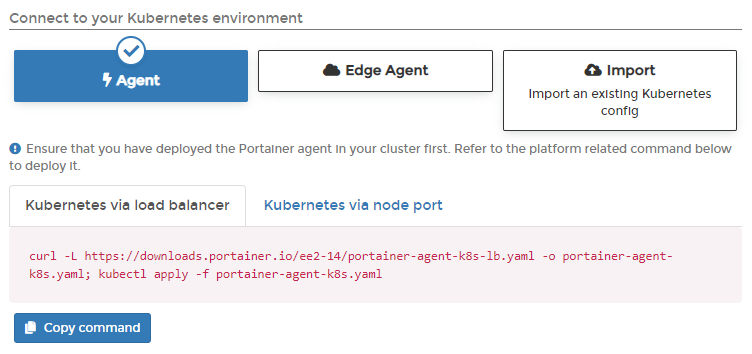 Connect to your Kubernetes environment
Agent
Edge Agent
Import
Import an existing Kubernetes
config
Ensure that you have deployed the Portainer agent in your cluster first. Refer to the platform related command below
to deploy it.
Kubernetes via load balancer
Kubernetes via node port
curl -L https://downloads.portainer.io/ee2-14/portainer-agent-k8s-lb.yaml -o portainer-agent-
k8s.yaml; kubectl apply -f portainer-agent-k8s.yaml
Copy command